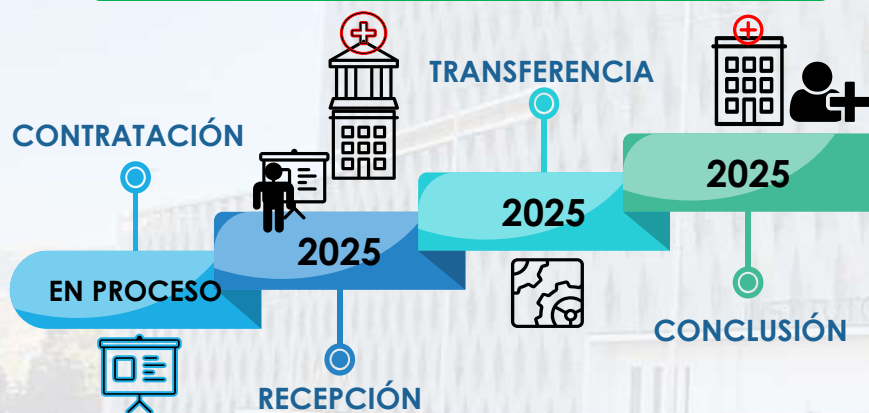 CONTRATACIÓN
EN PROCESO
2025
RECEPCIÓN
TRANSFERENCIA
2025
2025
CONCLUSIÓN